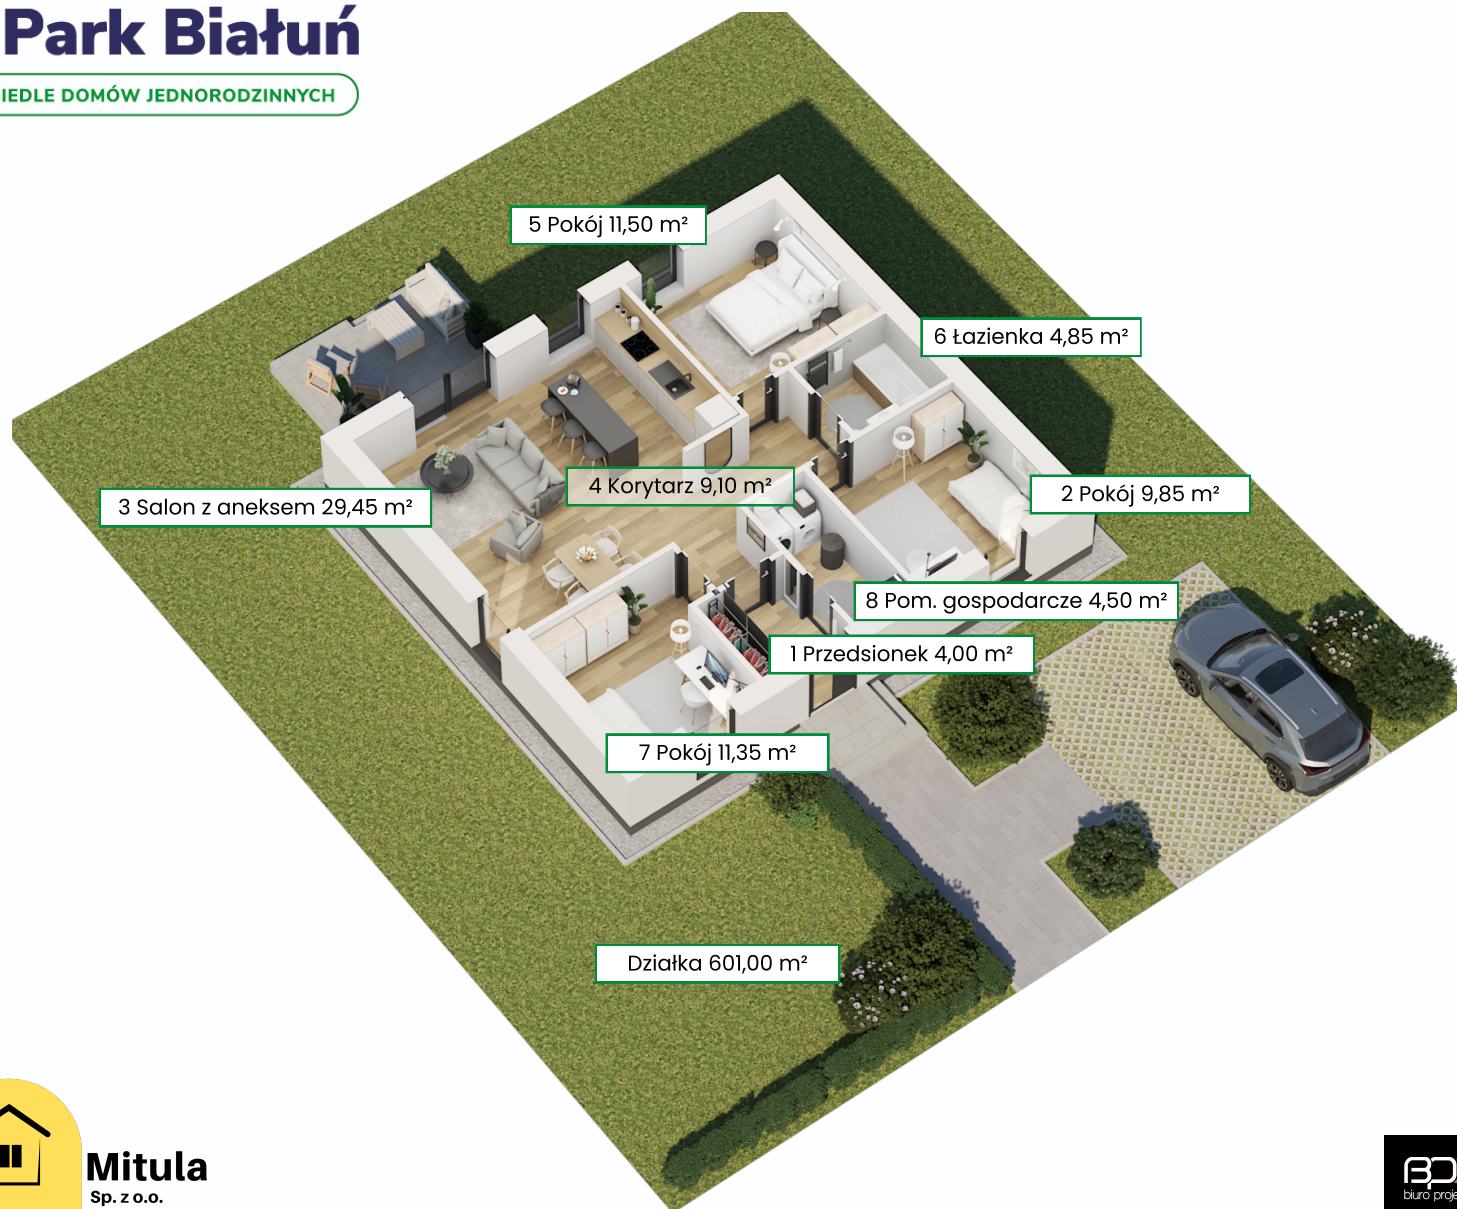 Park Białuń
IEDLE DOMÓW JEDNORODZINNYCH
5 Pokój 11,50 m²
6 Łazienka 4,85 m²
4 Korytarz 9,10 m²
2 Pokój 9,85 m²
3 Salon z aneksem 29,45 m²
8 Pom. gospodarcze 4,50 m²
1 Przedsionek 4,00 m²
7 Pokój 11,35 m²
Działka 601,00 m²
Mitula
Sp. z o.o.
BP
biuro proje